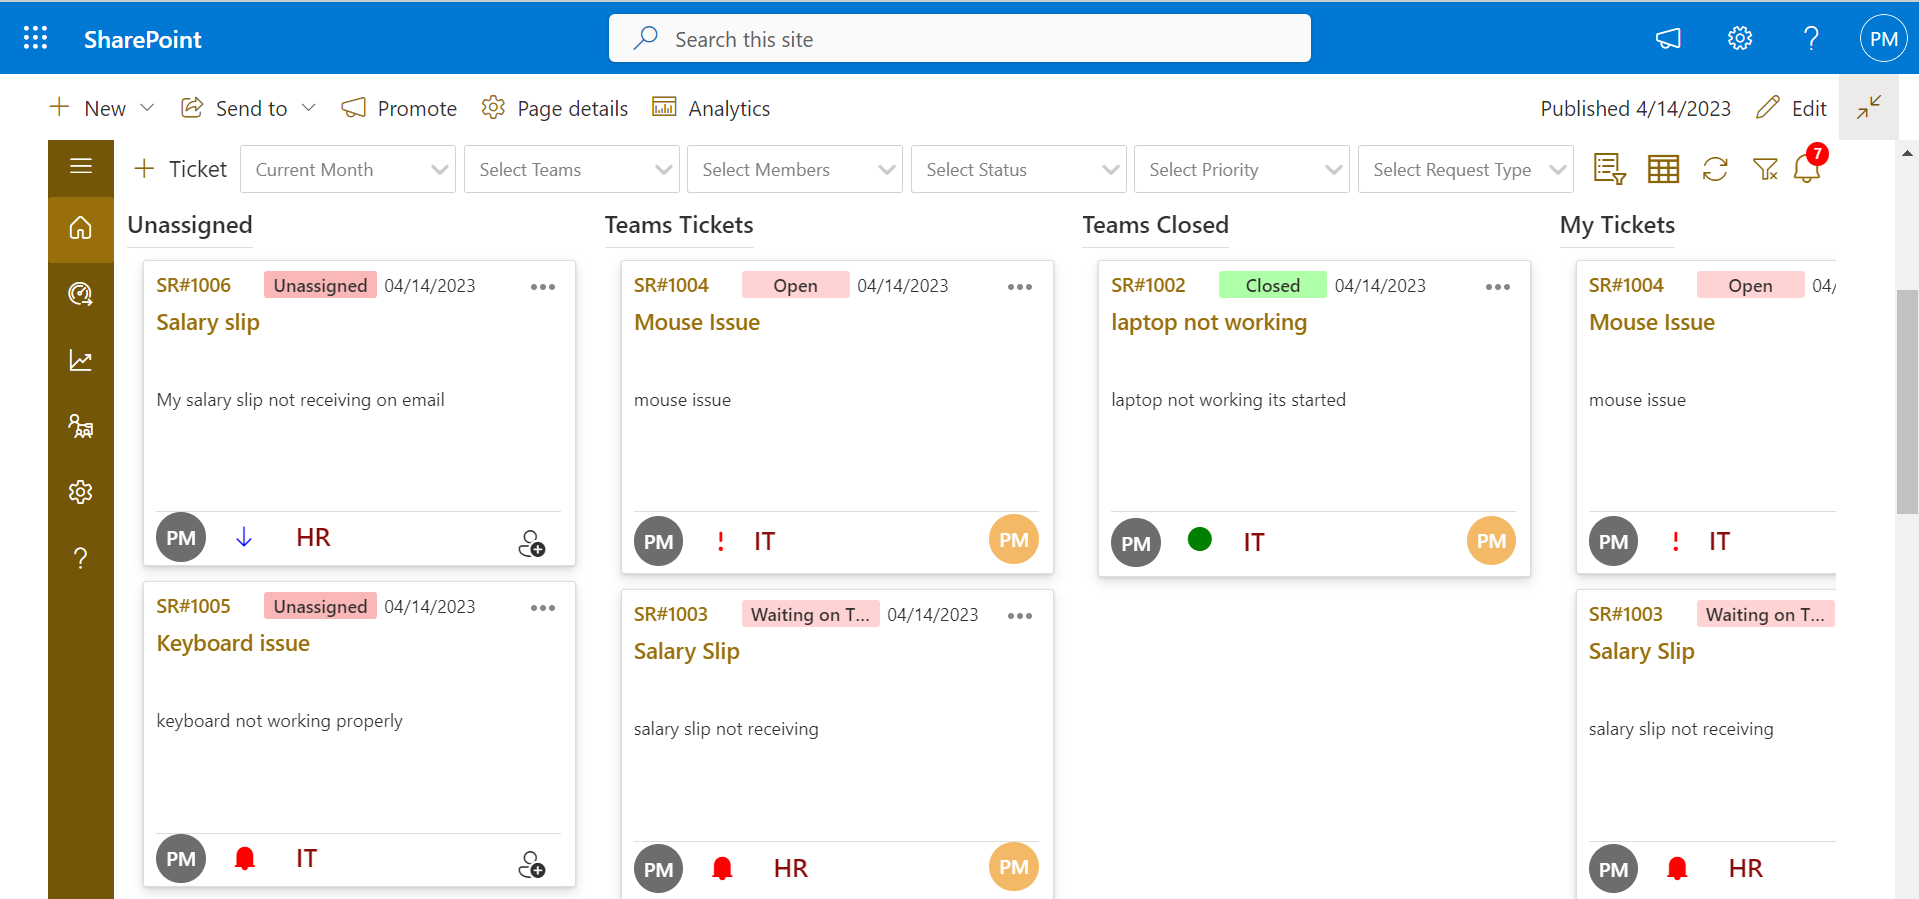 SharePoint
Search this site
PM
New
Send to
Promote
Page details
Analytics
Published 4/14/2023
Edit
Ticket
Current Month
Select Teams
Select Members
Select Status
Select Priority
Select Request Type
7
Unassigned
SR#1006 Unassigned 04/14/2023
Salary slip
My salary slip not receiving on email
PM HR
SR#1005 Unassigned 04/14/2023
Keyboard issue
keyboard not working properly
PM IT
Teams Tickets
SR#1004 Open 04/14/2023
Mouse Issue
mouse issue
PM ! IT PM
SR#1003 Waiting on T... 04/14/2023
Salary Slip
salary slip not receiving
PM HR PM
Teams Closed
SR#1002 Closed 04/14/2023
laptop not working
laptop not working its started
PM IT PM
My Tickets
SR#1004 Open 04/
Mouse Issue
mouse issue
PM ! IT
SR#1003 Waiting on T...
Salary Slip
salary slip not receiving
PM HR